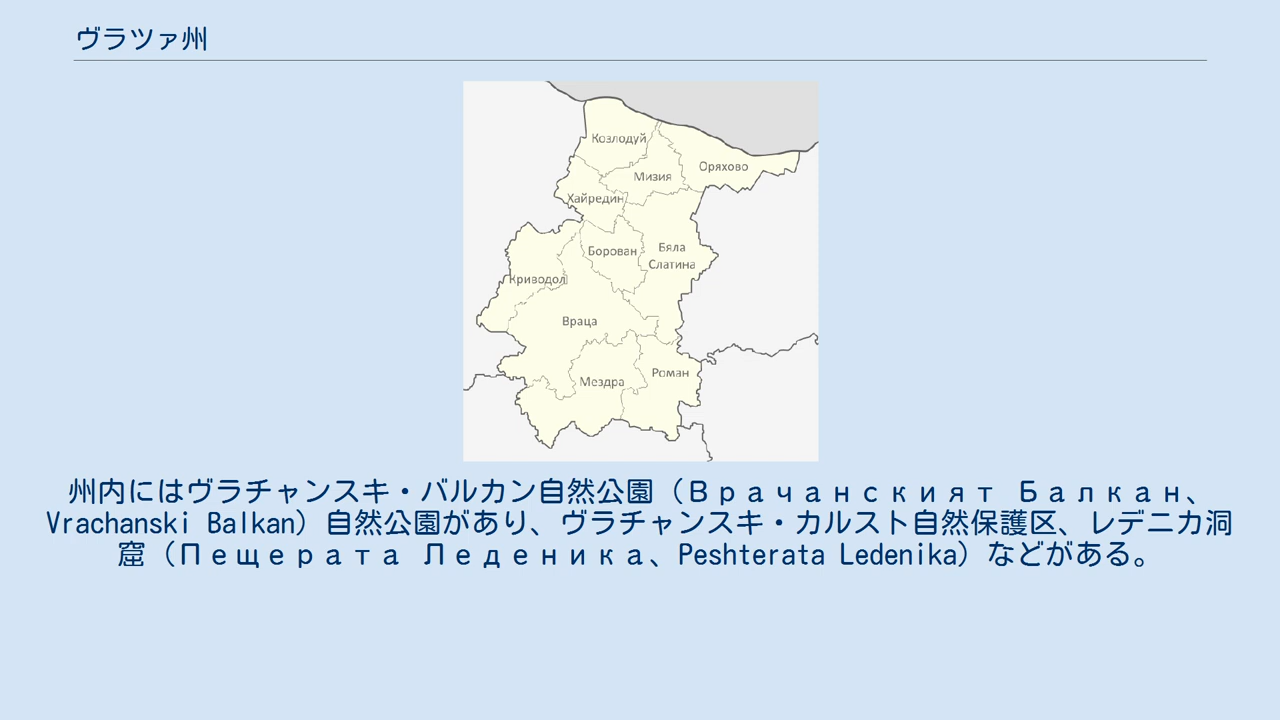 ヴラツァ州
Козлодуй
Мизия
Оряхово
Хайредин
Борован
Бяла
Слатина
Криводол
Враца
Мездра
Роман
州内にはヴラチャンスキ・バルカン自然公園（Врачанският Балкан、
Vrachanski Balkan）自然公園があり、ヴラチャンスキ・カルスト自然保護区、レデニカ洞
窟（Пещерата Леденика、Peshterata Ledenika）などがある。